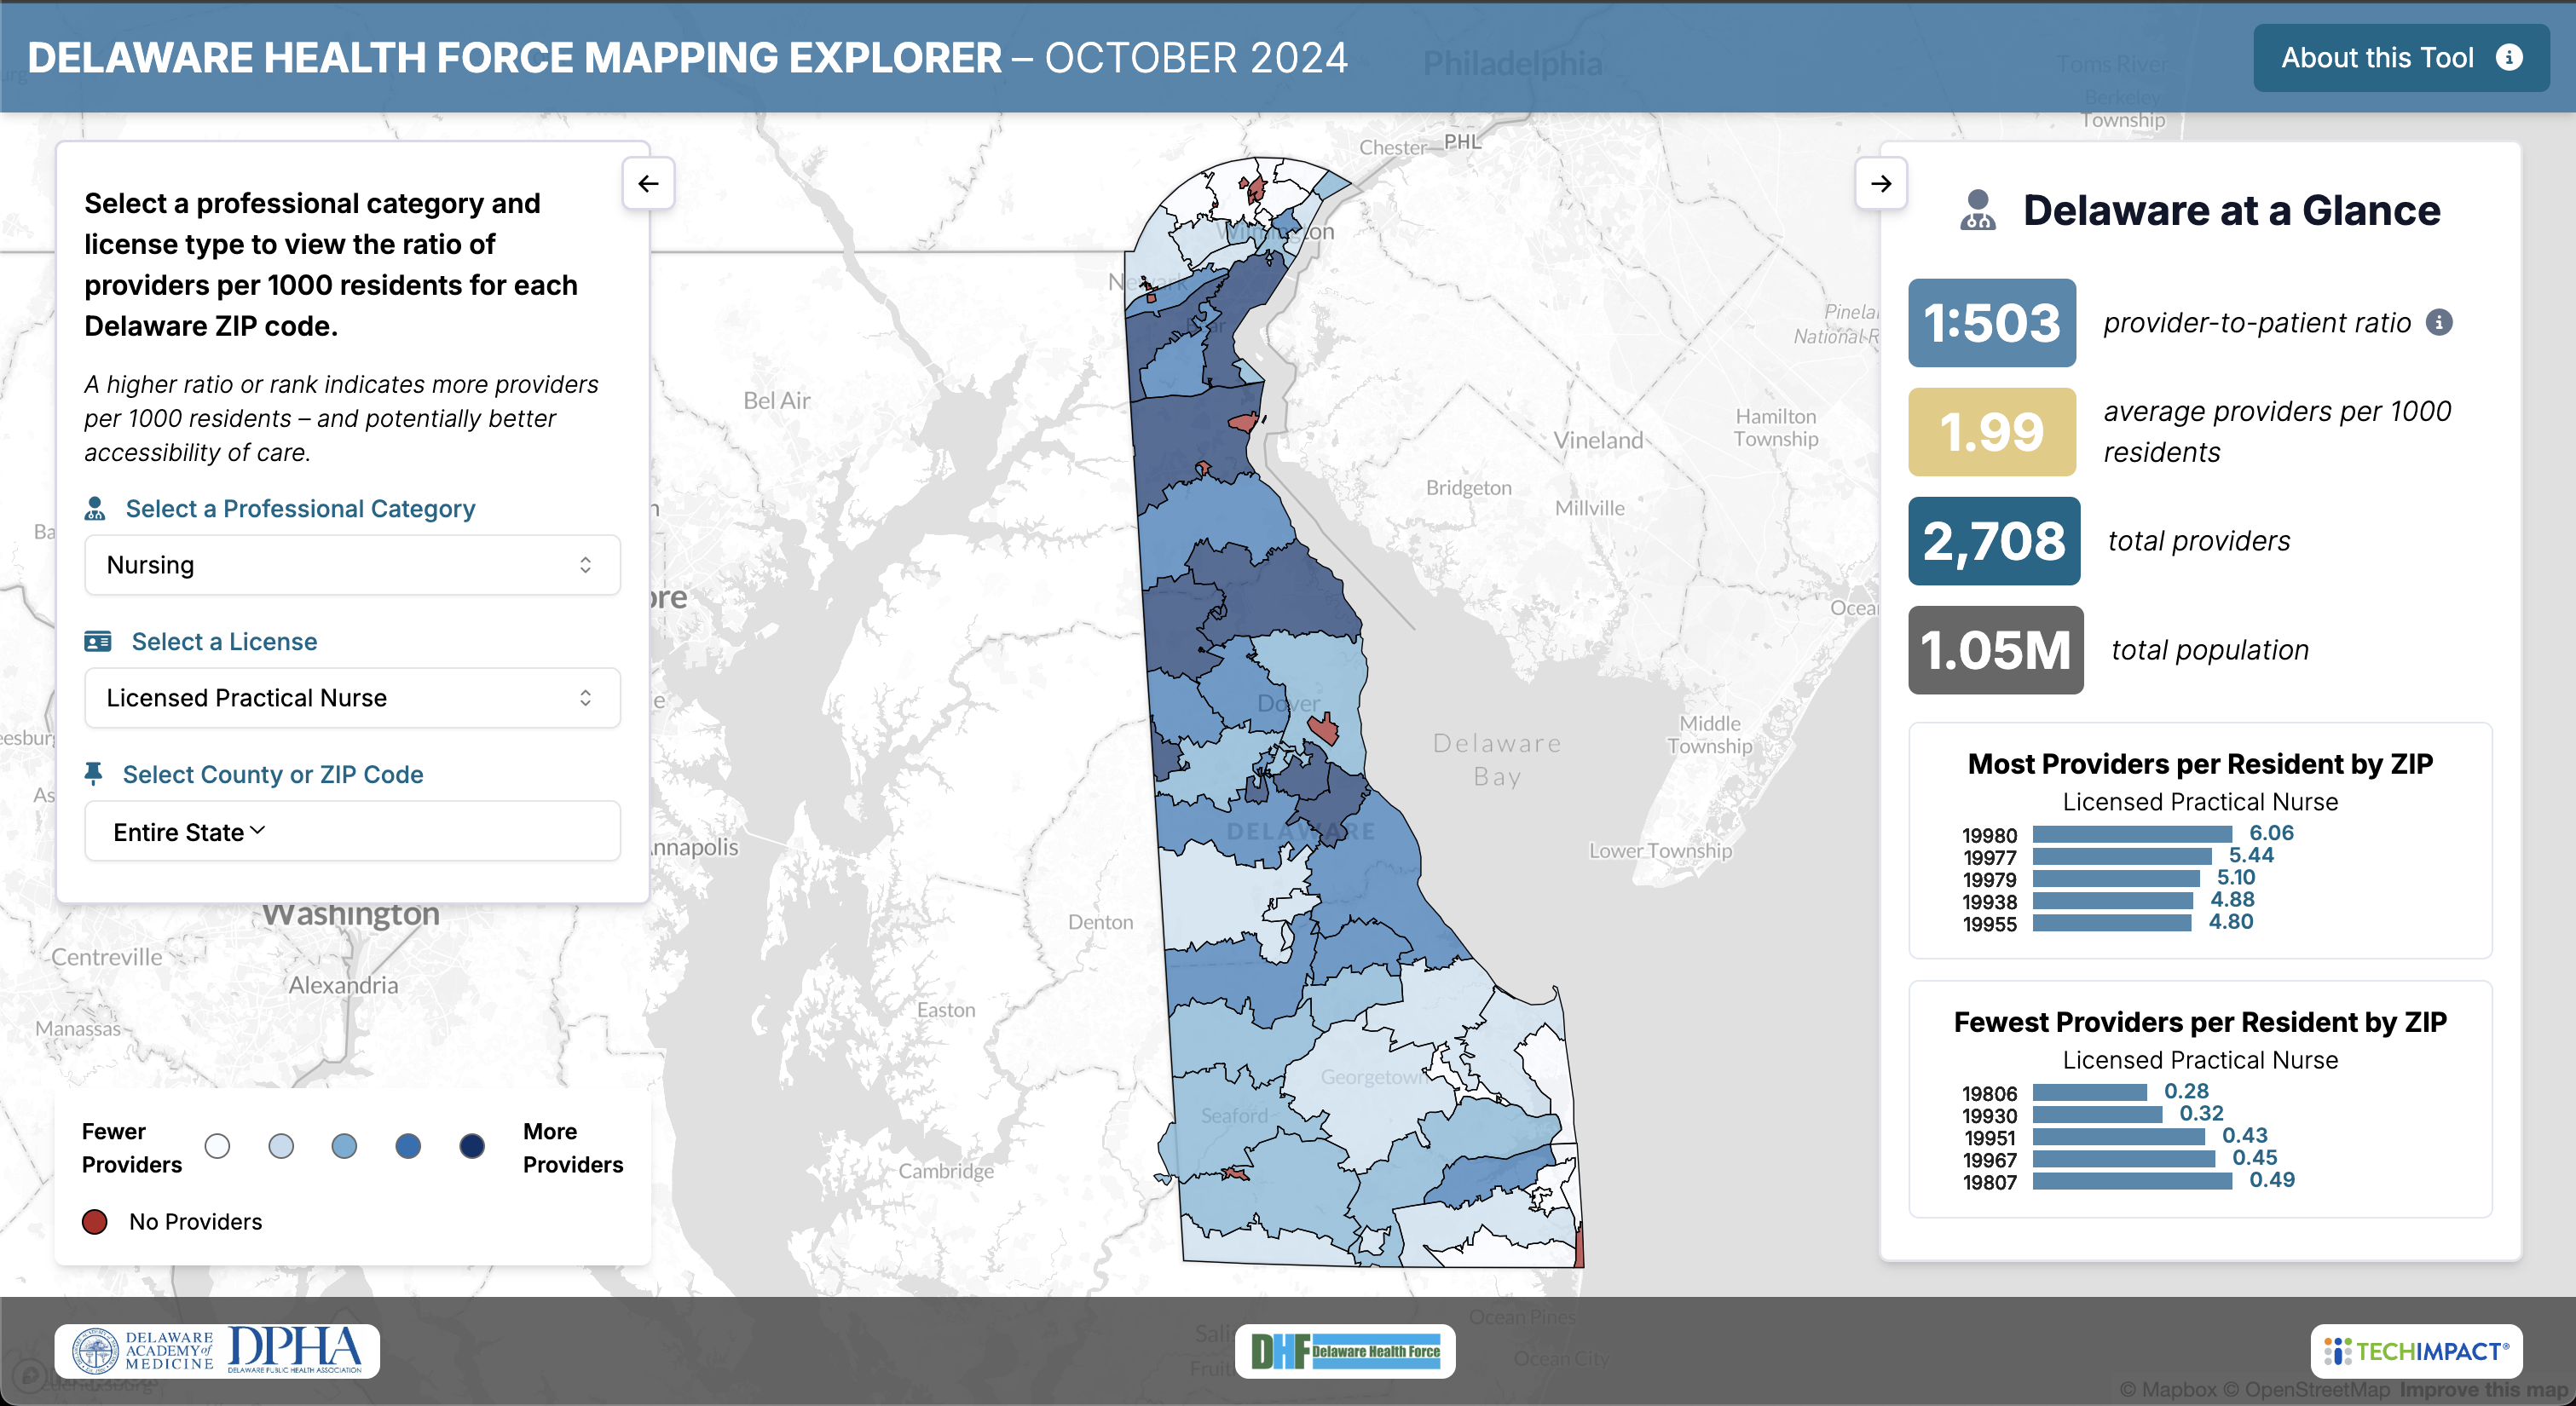 DELAWARE HEALTH FORCE MAPPING EXPLORER – OCTOBER 2024
About this Tool
Select a professional category and
license type to view the ratio of
providers per 1000 residents for each
Delaware ZIP code.
A higher ratio or rank indicates more providers
per 1000 residents – and potentially better
accessibility of care.
Select a Professional Category
Nursing
Select a License
Licensed Practical Nurse
Select County or ZIP Code
Entire State
Fewer
Providers
More
Providers
No Providers
Philadelphia
Toms River
Berkeley
Township
Chester
PHL
Wilmington
Newark
Bear
Bel Air
Vineland
Hamilton
Township
Bridgeton
Millville
Dover
Delaware
Bay
Middle
Township
DELAWARE
Lower Township
Denton
Washington
Centreville
Alexandria
Manassas
Easton
Georgetown
Seaford
Cambridge
Ocean Pines
Ocean City
Delaware at a Glance
1:503
provider-to-patient ratio
1.99
average providers per 1000
residents
2,708
total providers
1.05M
total population
Most Providers per Resident by ZIP
Licensed Practical Nurse
19980 6.06
19977 5.44
19979 5.10
19938 4.88
19955 4.80
Fewest Providers per Resident by ZIP
Licensed Practical Nurse
19806 0.28
19930 0.32
19951 0.43
19967 0.45
19807 0.49
DELAWARE
ACADEMY of
MEDICINE
DPHA
DELAWARE PUBLIC HEALTH ASSOCIATION
DHF Delaware Health Force
TECHIMPACT®
© Mapbox © OpenStreetMap Improve this map